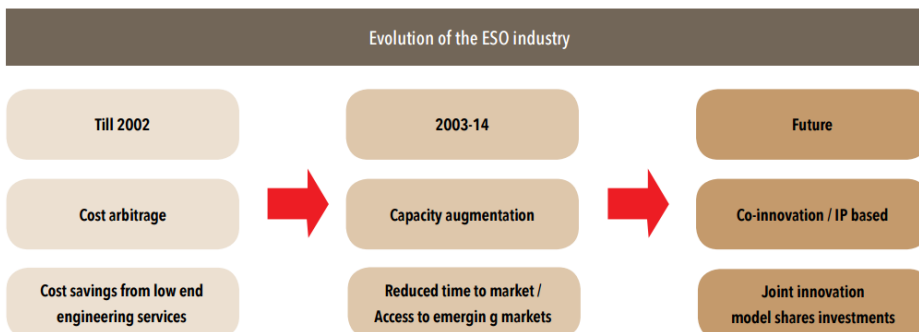 Evolution of the ESO industry
Till 2002
2003-14
Future
Cost arbitrage
Capacity augmentation
Co-innovation / IP based
Cost savings from low end
engineering services
Reduced time to market /
Access to emergin g markets
Joint innovation
model shares investments